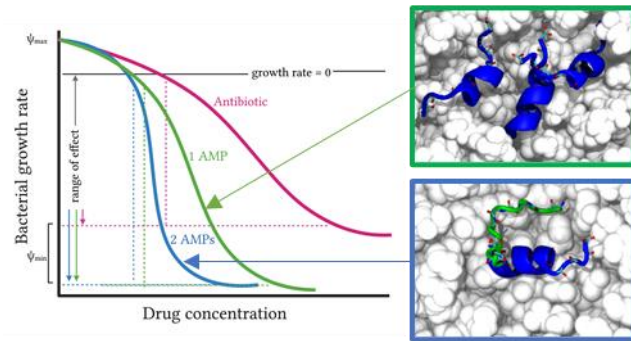 ψmax
growth rate = 0
Antibiotic
1 AMP
2 AMPs
range of effect
Bacterial growth rate
ψmin
Drug concentration